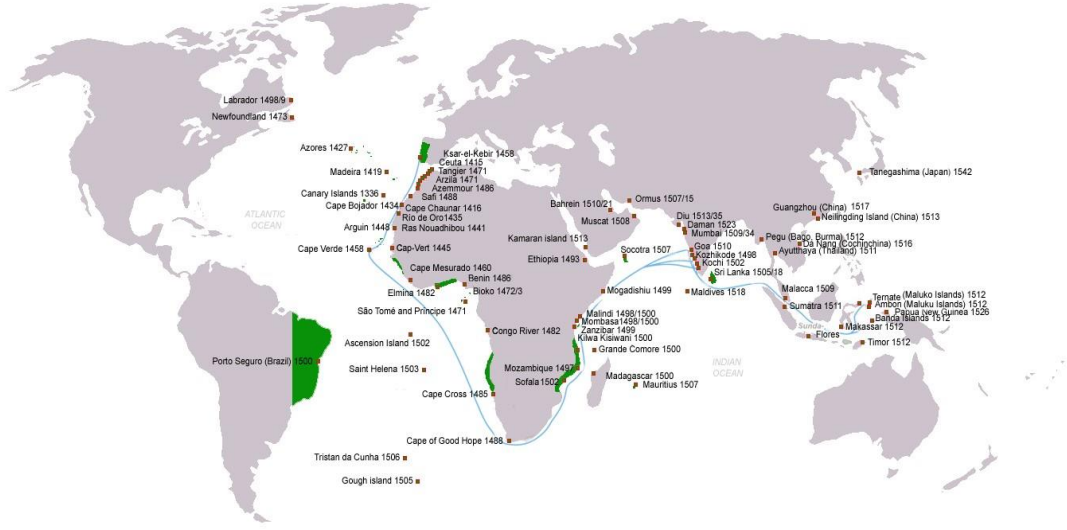 Labrador 1498/9
Newfoundland 1473
Azores 1427
Madeira 1419
Canary Islands 1336
Cape Bojador 1434
ATLANTIC
OCEAN
Arguin 1448
Cape Verde 1458
Ksar-el-Kebir 1458
Ceuta 1415
Tangier 1471
Arzila 1471
Azemmour 1486
Safi 1488
Cape Chaunar 1416
Río de Oro1435
Ras Nouadhibou 1441
Cap-Vert 1445
Cape Mesurado 1460
Elmina 1482
Benin 1486
Bioko 1472/3
São Tomé and Príncipe 1471
Congo River 1482
Ascension Island 1502
Porto Seguro (Brazil) 1500
Saint Helena 1503
Cape Cross 1485
Cape of Good Hope 1488
Tristan da Cunha 1506
Gough island 1505
Bahrein 1510/21
Ormus 1507/15
Muscat 1508
Kamaran island 1513
Ethiopia 1493
Socotra 1507
Mogadishu 1499
Malindi 1498/1500
Mombasa1498/1500
Zanzibar 1499
Kilwa Kisiwani 1500
Grande Comore 1500
Mozambique 1497
Sofala 1502
Madagascar 1500
Mauritius 1507
INDIAN
OCEAN
Diu 1513/35
Daman 1523
Mumbai 1509/34
Goa 1510
Kozhikode 1498
Kochi 1502
Sri Lanka 1505/18
Maldives 1518
Tanegashima (Japan) 1542
Guangzhou (China) 1517
Neilingding Island (China) 1513
Pegu (Bago, Burma) 1512
Da Nang (Cochinchina) 1516
Ayutthaya (Thailand) 1511
Malacca 1509
Sumatra 1511
Ternate (Maluko Islands) 1512
Ambon (Maluku Islands) 1512
Papua New Guinea 1526
Banda Islands 1512
Makassar 1512
Sunda
Flores
Timor 1512